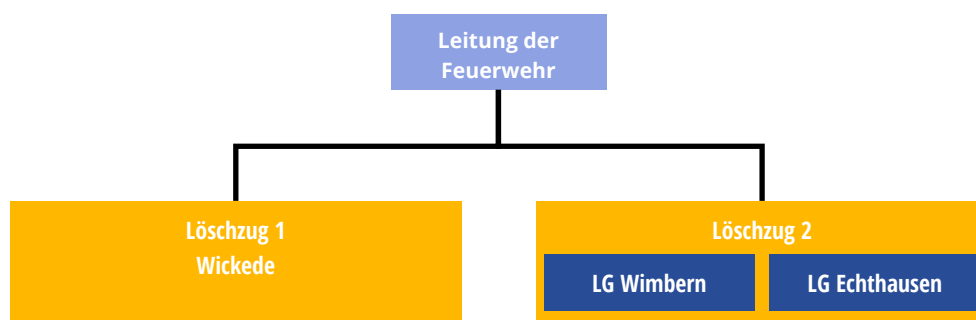 Leitung der
Feuerwehr
Löschzug 1
Wickede
Löschzug 2
LG Wimbern
LG Echthausen